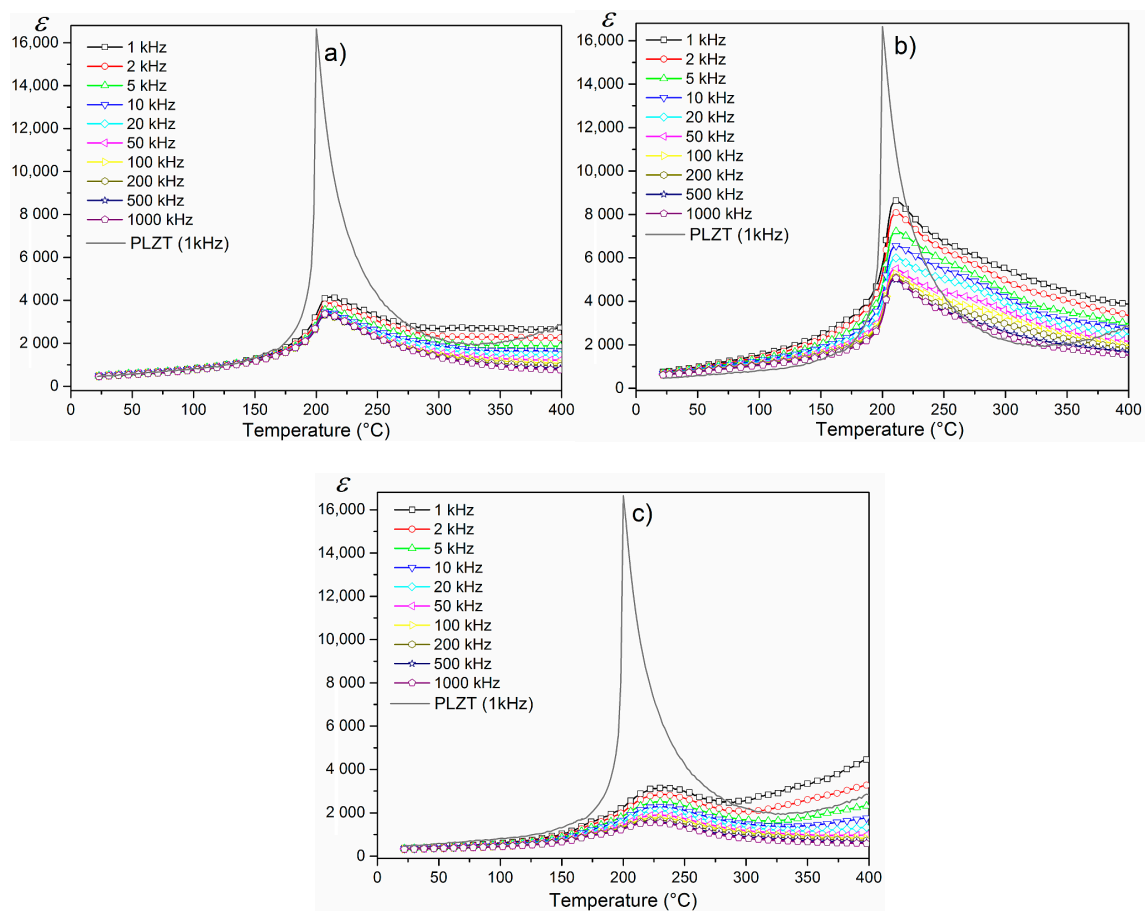 ε
16,000
14,000
12,000
10,000
8 000
6 000
4 000
2 000
0
1 kHz
2 kHz
5 kHz
10 kHz
20 kHz
50 kHz
100 kHz
200 kHz
500 kHz
1000 kHz
PLZT (1kHz)
a)
0 50 100 150 200 250 300 350 400
Temperature (°C)
ε
16,000
14,000
12,000
10,000
8 000
6 000
4 000
2 000
0
1 kHz
2 kHz
5 kHz
10 kHz
20 kHz
50 kHz
100 kHz
200 kHz
500 kHz
1000 kHz
PLZT (1kHz)
b)
0 50 100 150 200 250 300 350 400
Temperature (°C)
ε
16,000
14,000
12,000
10,000
8 000
6 000
4 000
2 000
0
1 kHz
2 kHz
5 kHz
10 kHz
20 kHz
50 kHz
100 kHz
200 kHz
500 kHz
1000 kHz
PLZT (1kHz)
c)
0 50 100 150 200 250 300 350 400
Temperature (°C)